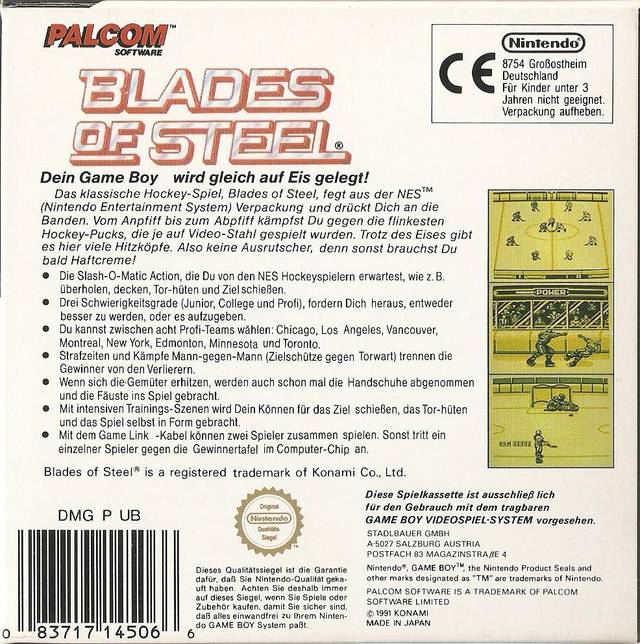 PALCOM™
SOFTWARE
Nintendo®
CE
8754 Großostheim
Deutschland
Für Kinder unter 3
Jahren nicht geeignet.
Verpackung aufheben.
BLADES
OF STEEL®
Dein Game Boy wird gleich auf Eis gelegt!
Das klassische Hockey-Spiel, Blades of Steel, fegt aus der NES™
(Nintendo Entertainment System) Verpackung und drückt Dich an die
Banden. Vom Anpfiff bis zum Abpfiff kämpfst Du gegen die flinkesten
Hockey-Pucks, die je auf Video-Stahl gespielt wurden. Trotz des Eises gibt
es hier viele Hitzköpfe. Also keine Ausrutscher, denn sonst brauchst Du
bald Haftcreme!
● Die Slash-O-Matic Action, die Du von den NES Hockeyspielern erwartest, wie z.B.
überholen, decken, Tor-hüten und Zielschießen.
● Drei Schwierigkeitsgrade (Junior, College und Profi), fordern Dich heraus, entweder
besser zu werden, oder es aufzugeben.
● Du kannst zwischen acht Profi-Teams wählen: Chicago, Los Angeles, Vancouver,
Montreal, New York, Edmonton, Minnesota und Toronto.
● Strafzeiten und Kämpfe Mann-gegen-Mann (Zielschütze gegen Torwart) trennen die
Gewinner von den Verlierern.
● Wenn sich die Gemüter erhitzen, werden auch schon mal die Handschuhe abgenommen
und die Fäuste ins Spiel gebracht.
● Mit intensiven Trainings-Szenen wird Dein Können für das Ziel schießen, das Tor-hüten
und das Spiel selbst in Form gebracht.
● Mit dem Game Link -Kabel können zwei Spieler zusammen spielen. Sonst tritt ein
einzelner Spieler gegen die Gewinnertafel im Computer-Chip an.
Blades of Steel® is a registered trademark of Konami Co., Ltd.
POWER
DMG P UB
0 83717 14506 6
Original
Nintendo
Qualitäts-
Siegel
™
Dieses Qualitätssiegel ist die Garantie
dafür, daß Sie Nintendo-Qualität geka-
uft haben. Achten Sie deshalb immer
auf dieses Siegel, wenn Sie Spiele oder
Zubehör kaufen, damit Sie sicher sind,
daß alles einwandfrei zu Ihrem Ninten-
do GAME BOY System paßt.
Diese Spielkassette ist ausschließ lich
für den Gebrauch mit dem tragbaren
GAME BOY VIDEOSPIEL-SYSTEM vorgesehen.
STADLBAUER GMBH
A-5027 SALZBURG AUSTRIA
POSTFACH 83 MAGAZINSTRAßE 4
Nintendo®, GAME BOY™, the Nintendo Product Seals and
other marks designated as "TM" are trademarks of Nintendo.
PALCOM SOFTWARE IS A TRADEMARK OF PALCOM
SOFTWARE LIMITED
© 1991 KONAMI
MADE IN JAPAN